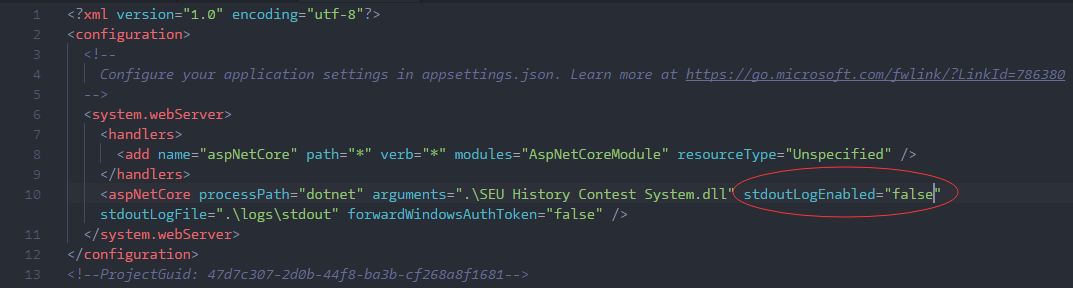 1 <?xml version="1.0" encoding="utf-8"?>
2 <configuration>
3 <!--
4 Configure your application settings in appsettings.json. Learn more at https://go.microsoft.com/fwlink/?LinkId=786380
5 -->
6 <system.webServer>
7 <handlers>
8 <add name="aspNetCore" path="*" verb="*" modules="AspNetCoreModule" resourceType="Unspecified" />
9 </handlers>
10 <aspNetCore processPath="dotnet" arguments=".\SEU History Contest System.dll" stdoutLogEnabled="false"
stdoutLogFile=".\logs\stdout" forwardWindowsAuthToken="false" />
11 </system.webServer>
12 </configuration>
13 <!--ProjectGuid: 47d7c307-2d0b-44f8-ba3b-cf268a8f1681-->